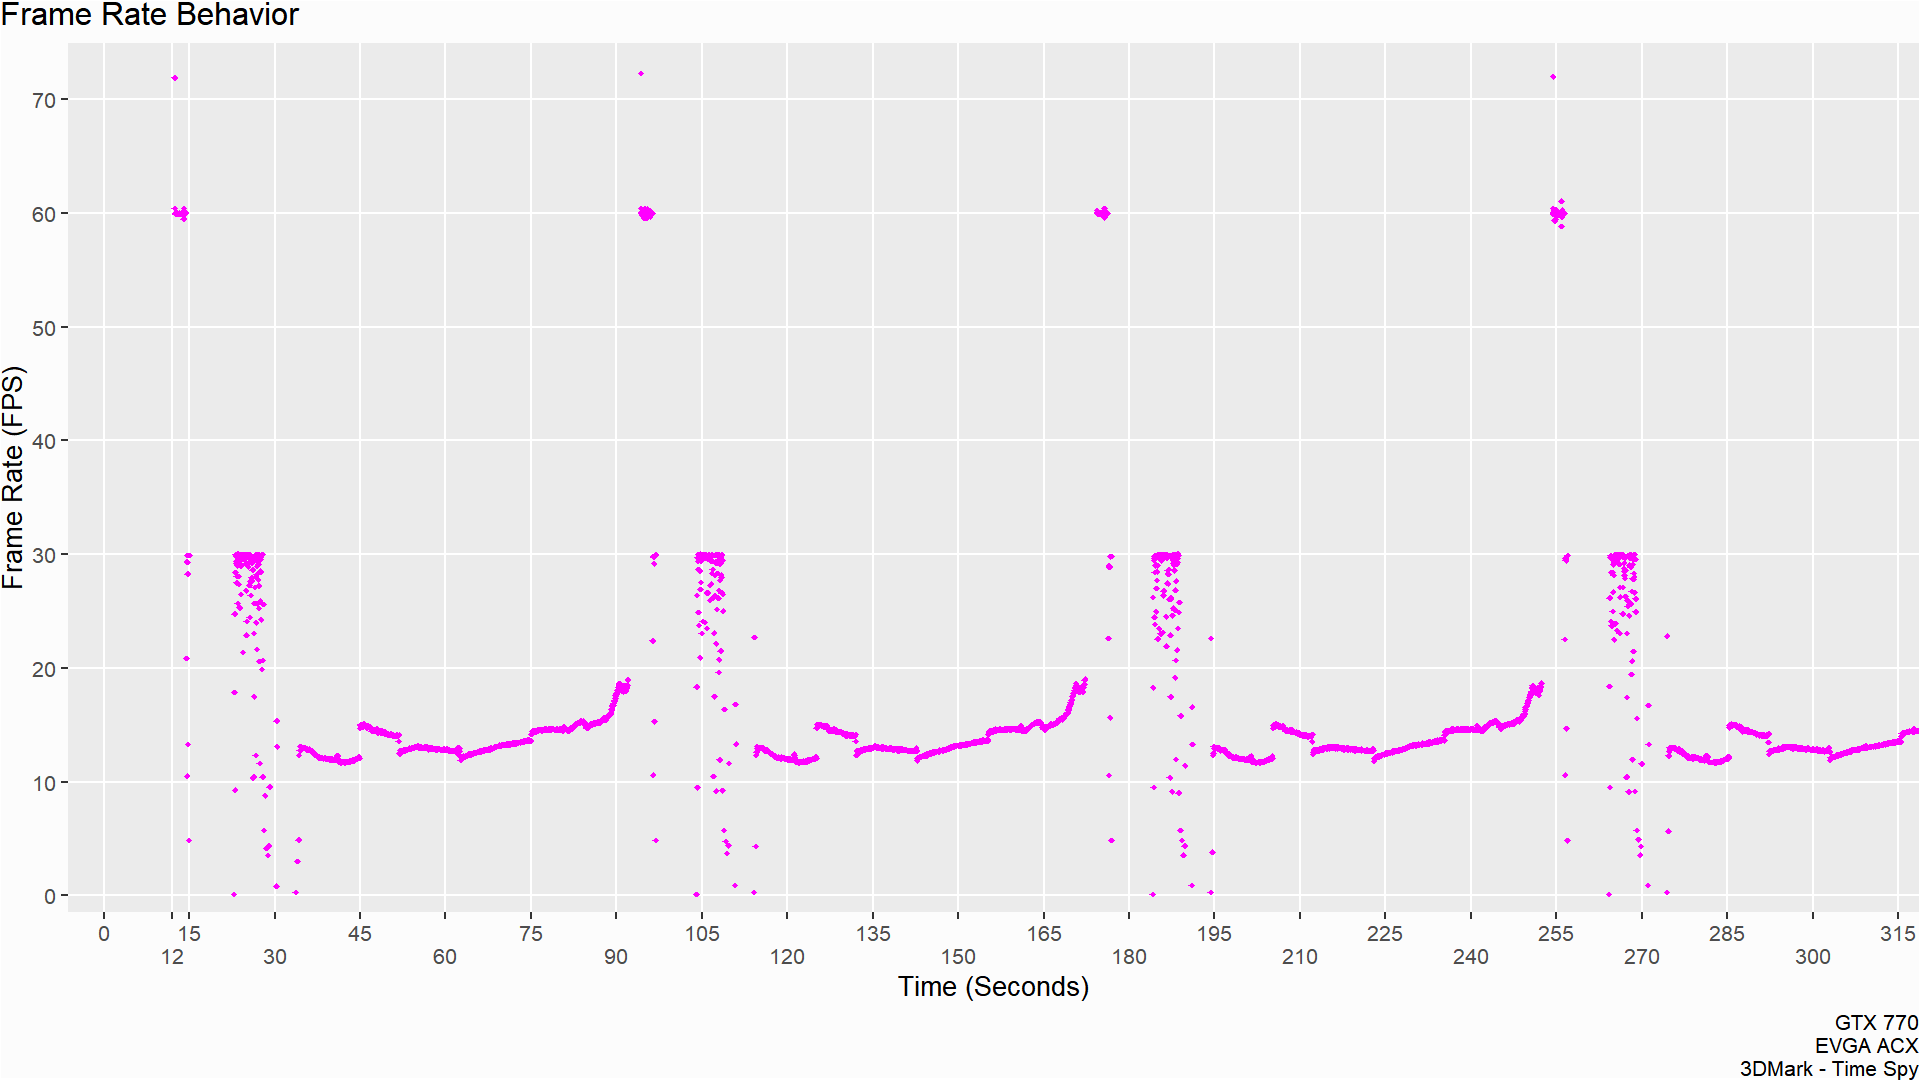 Frame Rate Behavior
Frame Rate (FPS)
70
60
50
40
30
20
10
0
0 15 45 75 105 135 165 195 225 255 285 315
12 30 60 90 120 150 180 210 240 270 300
Time (Seconds)
GTX 770
EVGA ACX
3DMark - Time Spy